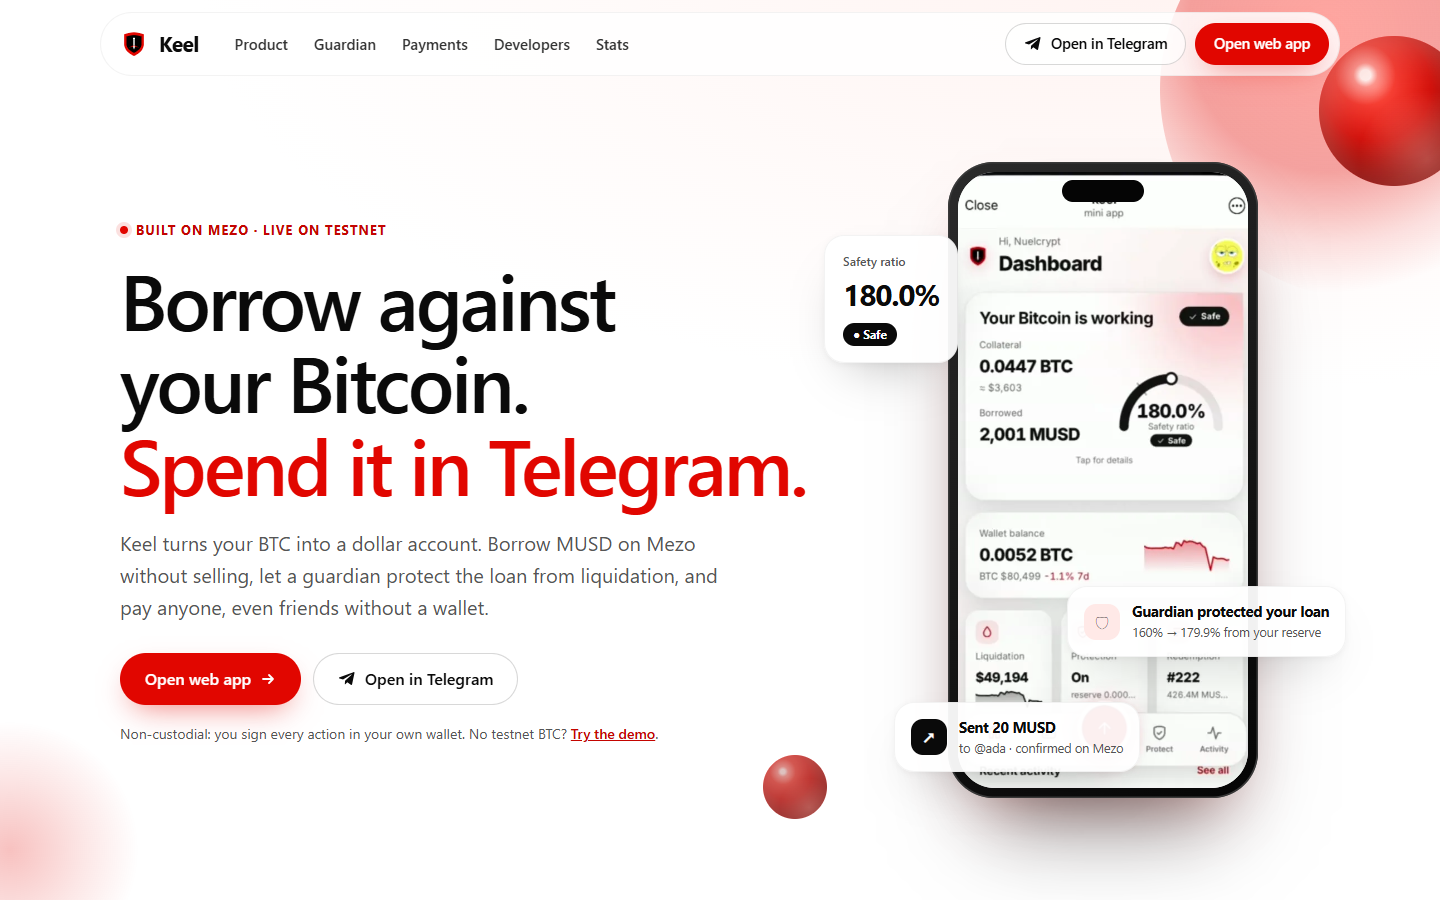 Keel
Product
Guardian
Payments
Developers
Stats
Open in Telegram
Open web app
BUILT ON MEZO · LIVE ON TESTNET
Borrow against
your Bitcoin.
Spend it in Telegram.
Keel turns your BTC into a dollar account. Borrow MUSD on Mezo
without selling, let a guardian protect the loan from liquidation, and
pay anyone, even friends without a wallet.
Open web app →
Open in Telegram
Non-custodial: you sign every action in your own wallet. No testnet BTC? Try the demo.
Safety ratio
180.0%
● Safe
Close
mini app
Hi, Nuelcrypt
Dashboard
Your Bitcoin is working
✓ Safe
Collateral
0.0447 BTC
≈ $3,603
Borrowed
2,001 MUSD
180.0%
Safety ratio
✓ Safe
Tap for details
Wallet balance
0.0052 BTC
BTC $80,499 -1.1% 7d
Guardian protected your loan
160% → 179.9% from your reserve
Liquidation
$49,194
Protection
On
reserve 0.000...
Redemption
#222
426.4M MUS...
Sent 20 MUSD
to @ada · confirmed on Mezo
Protect
Activity
Recent activity
See all